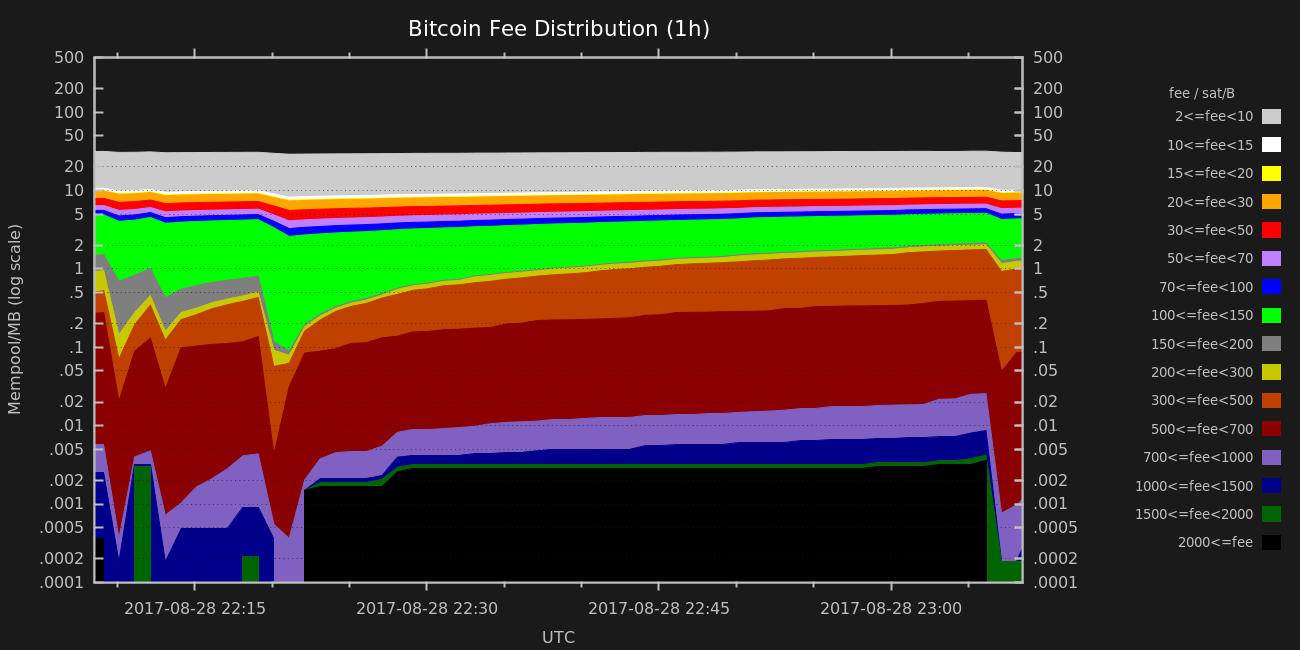 Bitcoin Fee Distribution (1h)
500 500
200 200
100 100
50 50
20 20
10 10
5 5
2 2
1 1
.5 .5
.2 .2
.1 .1
.05 .05
.02 .02
.01 .01
.005 .005
.002 .002
.001 .001
.0005 .0005
.0002 .0002
.0001 .0001
Mempool/MB (log scale)
2017-08-28 22:15 2017-08-28 22:30 2017-08-28 22:45 2017-08-28 23:00
UTC
fee / sat/B
2<=fee<10
10<=fee<15
15<=fee<20
20<=fee<30
30<=fee<50
50<=fee<70
70<=fee<100
100<=fee<150
150<=fee<200
200<=fee<300
300<=fee<500
500<=fee<700
700<=fee<1000
1000<=fee<1500
1500<=fee<2000
2000<=fee